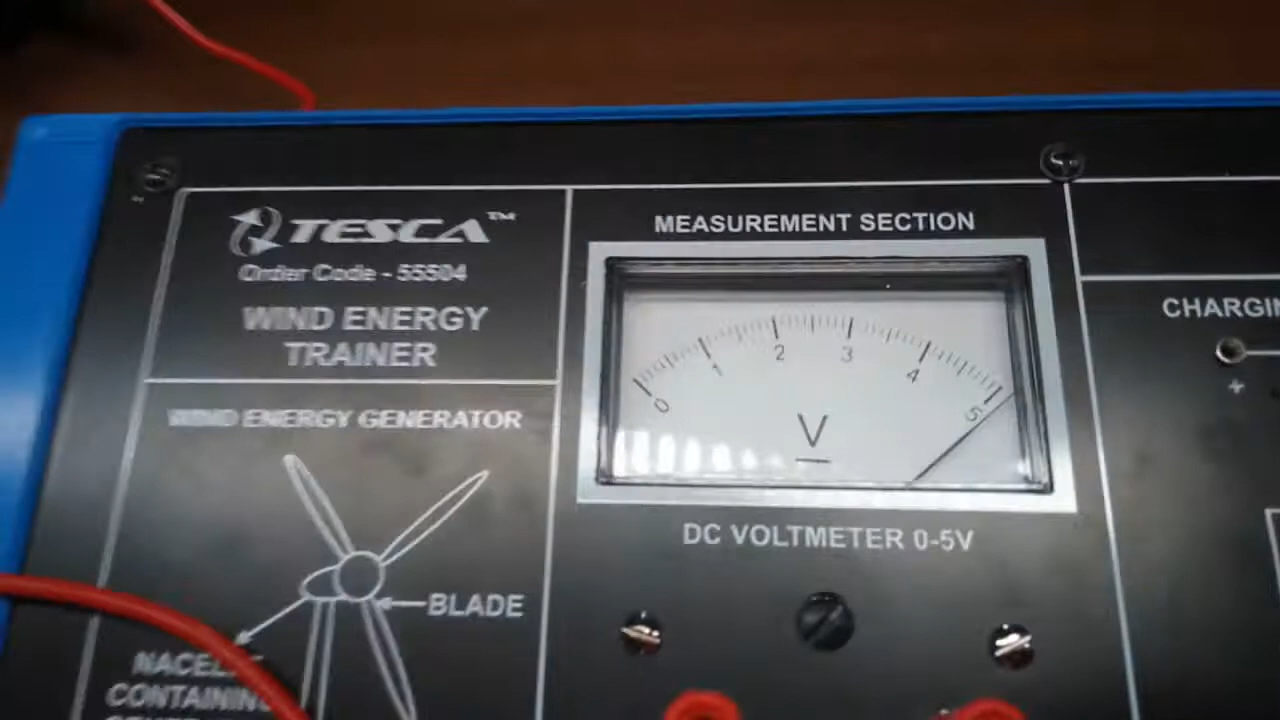 TESCA™
Order Code - 55504
WIND ENERGY
TRAINER
WIND ENERGY GENERATOR
BLADE
CONTAINING
MEASUREMENT SECTION
0 1 2 3 4 5
V
DC VOLTMETER 0-5V
+